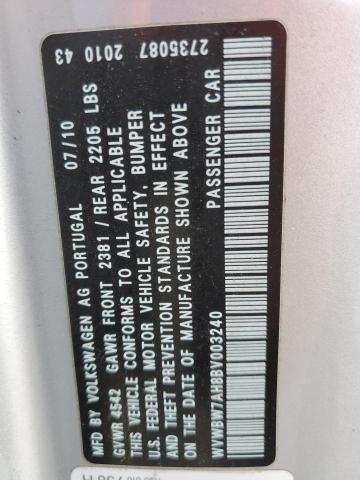 2735087 2010 43
MFD BY VOLKSWAGEN AG PORTUGAL 07/10
GVWR 4542 GAWR FRONT 2381 / REAR 2205 LBS
THIS VEHICLE CONFORMS TO ALL APPLICABLE
U.S. FEDERAL MOTOR VEHICLE SAFETY, BUMPER
AND THEFT PREVENTION STANDARDS IN EFFECT
ON THE DATE OF MANUFACTURE SHOWN ABOVE
WVWBW7AH8BV003240 PASSENGER CAR